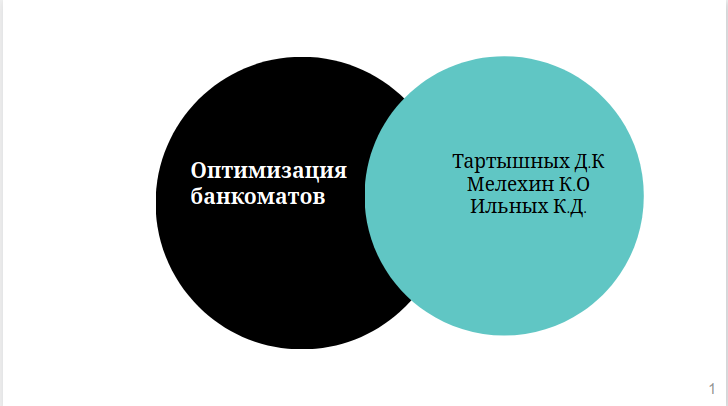 Оптимизация
банкоматов
Тартышных Д.К
Мелехин К.О
Ильных К.Д.
1